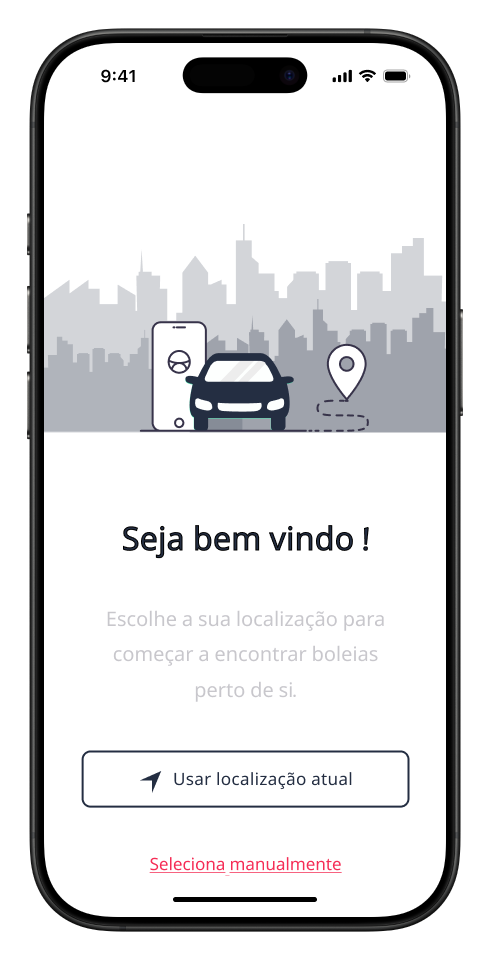 9:41
Seja bem vindo !
Escolhe a sua localização para
começar a encontrar boleias
perto de si.
Usar localização atual
Seleciona manualmente